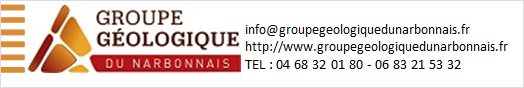 GROUPE
GÉOLOGIQUE
DU NARBONNAIS
info@groupegeologiquedunarbonnais.fr
http://www.groupegeologiquedunarbonnais.fr
TEL : 04 68 32 01 80 - 06 83 21 53 32